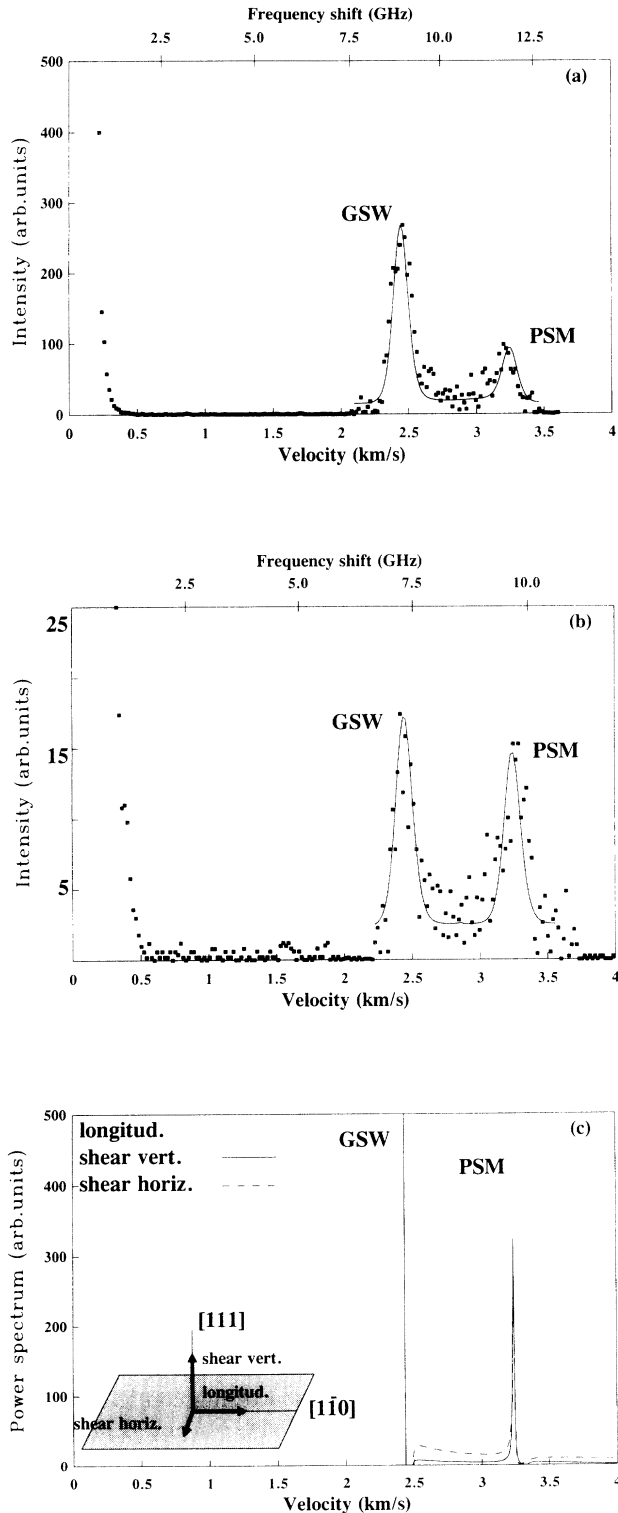 Frequency shift (GHz)
2.5 5.0 7.5 10.0 12.5
500
400
300
200
100
0
Intensity (arb.units)
(a)
GSW
PSM
0 0.5 1 1.5 2 2.5 3 3.5 4
Velocity (km/s)
Frequency shift (GHz)
2.5 5.0 7.5 10.0
25
15
5
Intensity (arb.units)
(b)
GSW
PSM
0 0.5 1 1.5 2 2.5 3 3.5 4
Velocity (km/s)
500
400
300
200
100
0
Power spectrum (arb.units)
longitud.
shear vert.
shear horiz.
GSW
(c)
PSM
[111]
shear vert.
longitud.
[11̄0]
shear horiz.
0 0.5 1 1.5 2 2.5 3 3.5 4
Velocity (km/s)